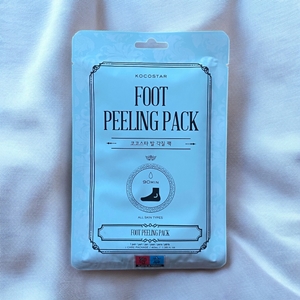 KOCOSTAR
FOOT
PEELING PACK
코코스타 발 각질 팩
90MIN
ALL SKIN TYPES
FOOT PEELING PACK